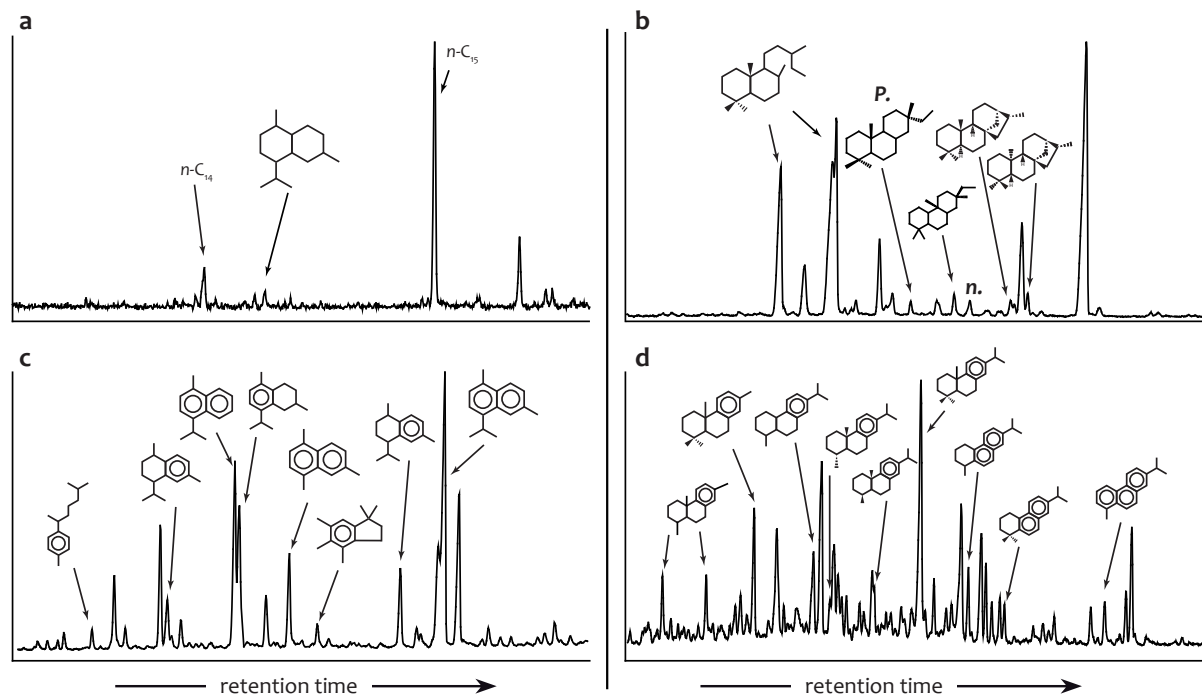 a
n-C₁₅
n-C₁₄
b
P.
n.
c
d
retention time
retention time